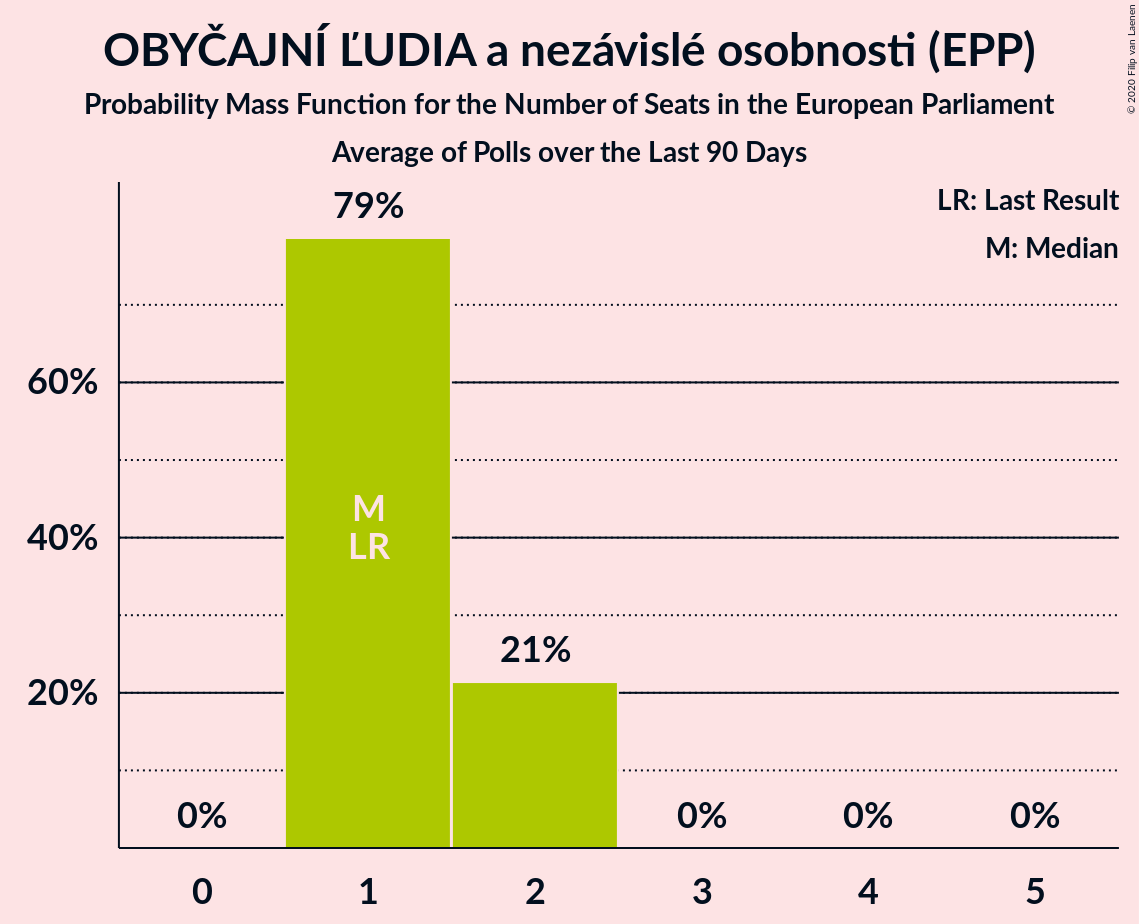 OBYČAJNÍ ĽUDIA a nezávislé osobnosti (EPP)
Probability Mass Function for the Number of Seats in the European Parliament
Average of Polls over the Last 90 Days
© 2020 Filip van Laenen
LR: Last Result
M: Median
79%
60%
M
LR
40%
21%
20%
0% 0% 0% 0%
0 1 2 3 4 5